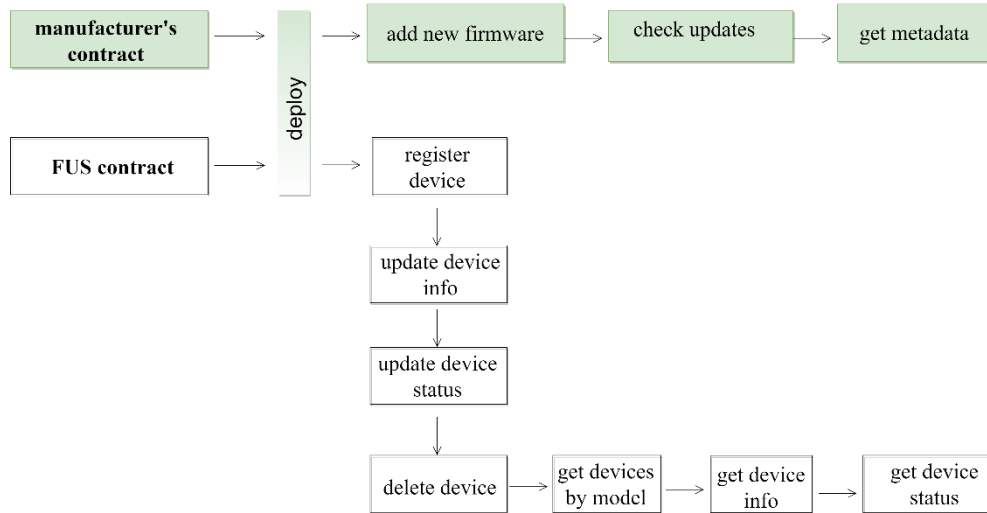 manufacturer's
contract
deploy
add new firmware
check updates
get metadata
FUS contract
register
device
update device
info
update device
status
delete device
get devices
by model
get device
info
get device
status